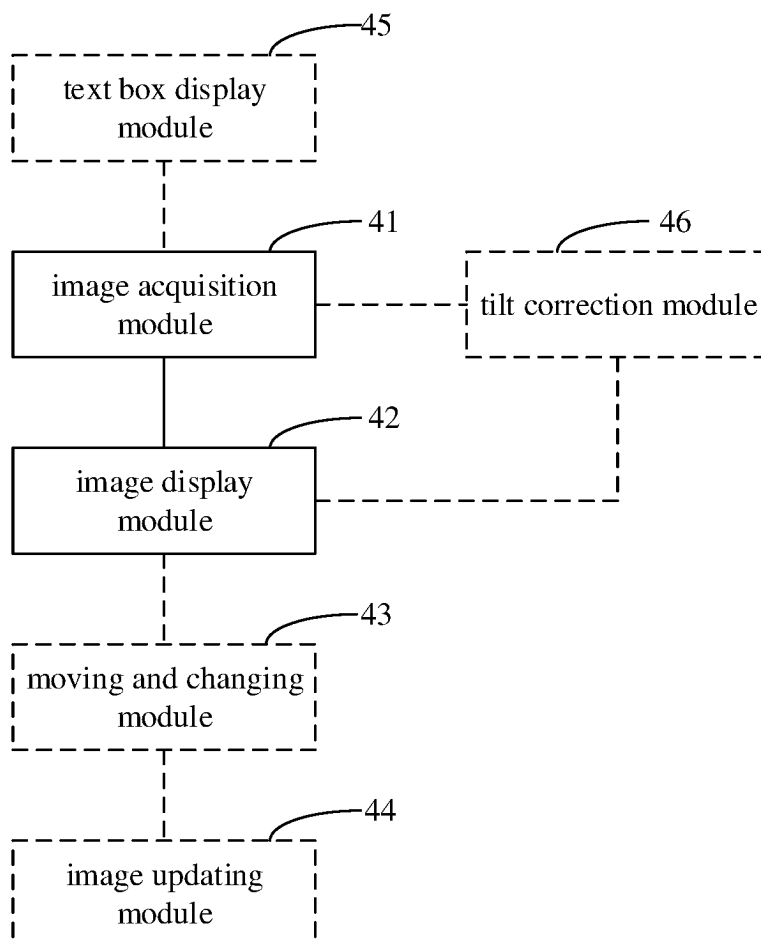 45
text box display
module
41
image acquisition
module
46
tilt correction module
42
image display
module
43
moving and changing
module
44
image updating
module